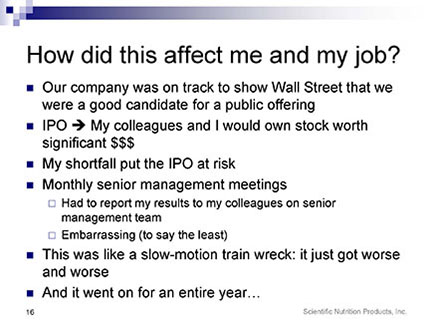 How did this affect me and my job?
Our company was on track to show Wall Street that we
were a good candidate for a public offering
IPO → My colleagues and I would own stock worth
significant $$$
My shortfall put the IPO at risk
Monthly senior management meetings
Had to report my results to my colleagues on senior
management team
Embarrassing (to say the least)
This was like a slow-motion train wreck: it just got worse
and worse
And it went on for an entire year…
16
Scientific Nutrition Products, Inc.